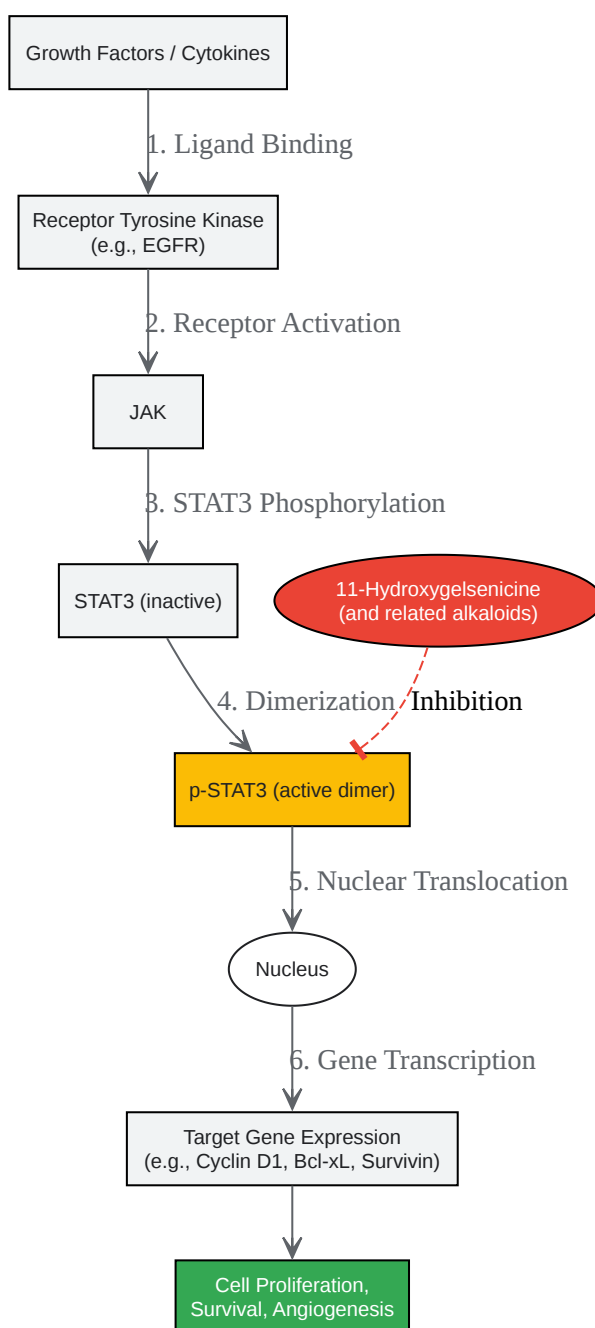 Growth Factors / Cytokines
1. Ligand Binding
Receptor Tyrosine Kinase
(e.g., EGFR)
2. Receptor Activation
JAK
3. STAT3 Phosphorylation
STAT3 (inactive)
11-Hydroxygelsenicine
(and related alkaloids)
4. Dimerization
Inhibition
p-STAT3 (active dimer)
5. Nuclear Translocation
Nucleus
6. Gene Transcription
Target Gene Expression
(e.g., Cyclin D1, Bcl-xL, Survivin)
Cell Proliferation,
Survival, Angiogenesis